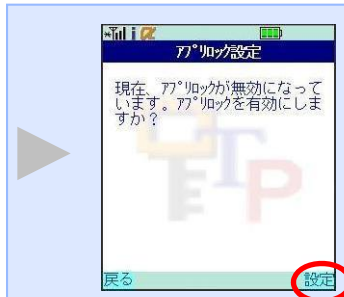 i α
ｱﾌﾟﾘﾛｯｸ設定
現在、ｱﾌﾟﾘﾛｯｸが無効になって
います。ｱﾌﾟﾘﾛｯｸを有効にしま
すか？
TP
戻る
設定